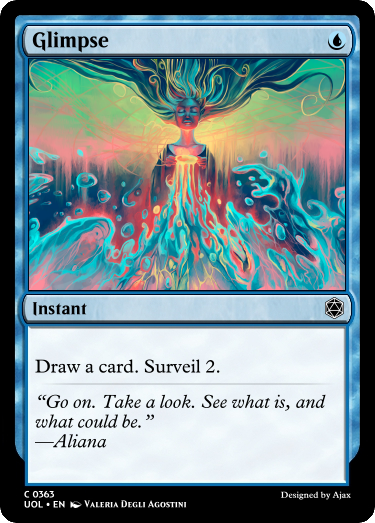 Glimpse
Instant
Draw a card. Surveil 2.
“Go on. Take a look. See what is, and
what could be.”
—Aliana
C 0363
UOL • EN Valeria Degli Agostini
Designed by Ajax